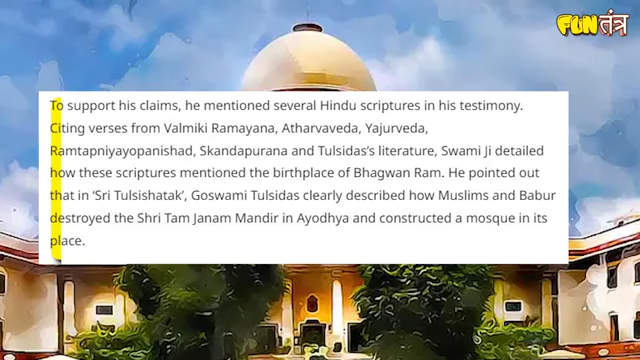 FUNतंत्र
To support his claims, he mentioned several Hindu scriptures in his testimony.
Citing verses from Valmiki Ramayana, Atharvaveda, Yajurveda,
Ramtapniyayopanishad, Skandapurana and Tulsidas's literature, Swami Ji detailed
how these scriptures mentioned the birthplace of Bhagwan Ram. He pointed out
that in ‘Sri Tulsishatak’, Goswami Tulsidas clearly described how Muslims and Babur
destroyed the Shri Tam Janam Mandir in Ayodhya and constructed a mosque in its
place.